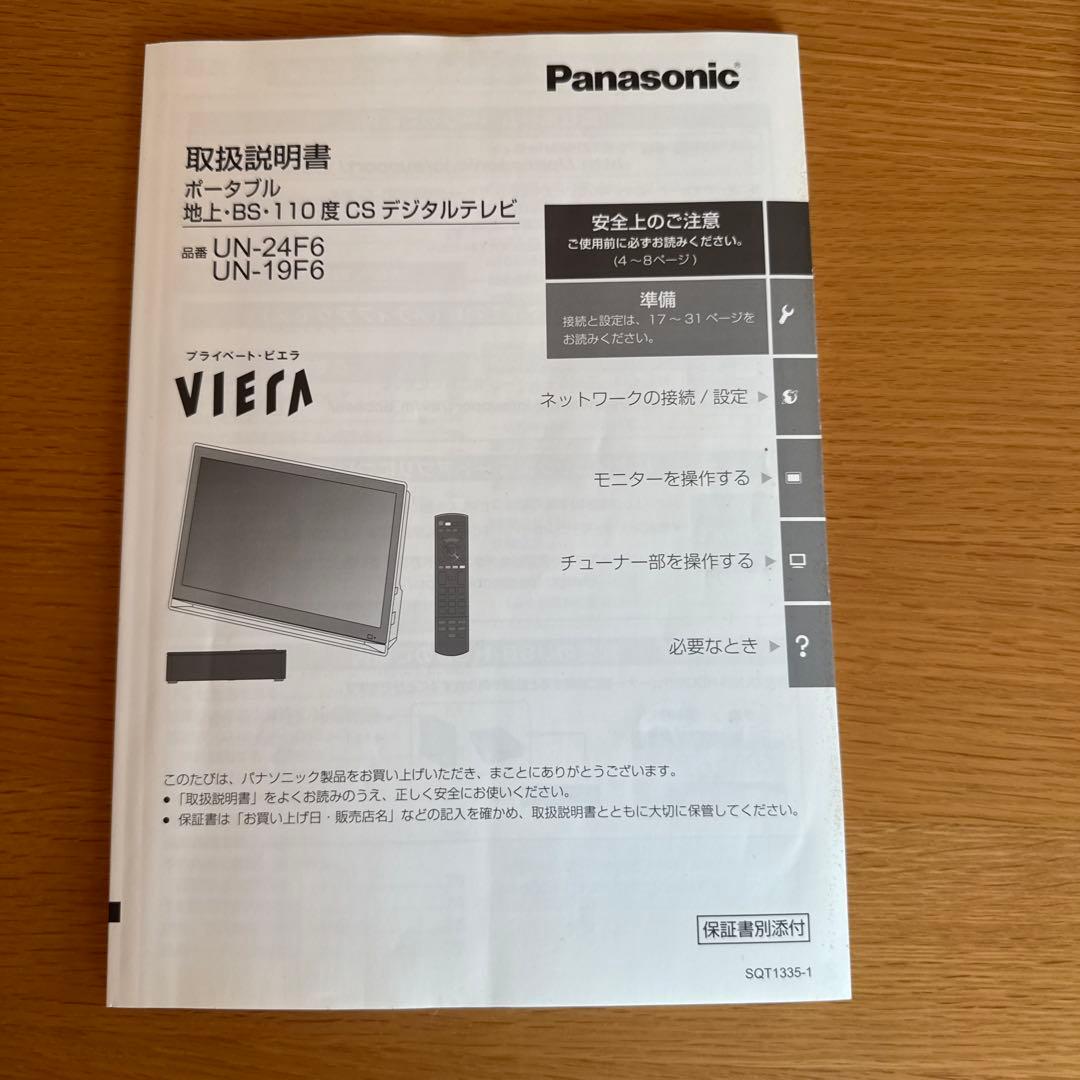 Panasonic®
取扱説明書
ポータブル
地上・BS・110度CSデジタルテレビ
品番 UN-24F6
UN-19F6
安全上のご注意
ご使用前に必ずお読みください。
(4～8ページ)
準備
接続と設定は、17～31ページを
お読みください。
プライベート・ビエラ
VIERA
ネットワークの接続/設定
モニターを操作する
チューナー部を操作する
必要なとき
?
このたびは、パナソニック製品をお買い上げいただき、まことにありがとうございます。
● 「取扱説明書」をよくお読みのうえ、正しく安全にお使いください。
● 保証書は「お買い上げ日・販売店名」などの記入を確かめ、取扱説明書とともに大切に保管してください。
保証書別添付
SQT1335-1